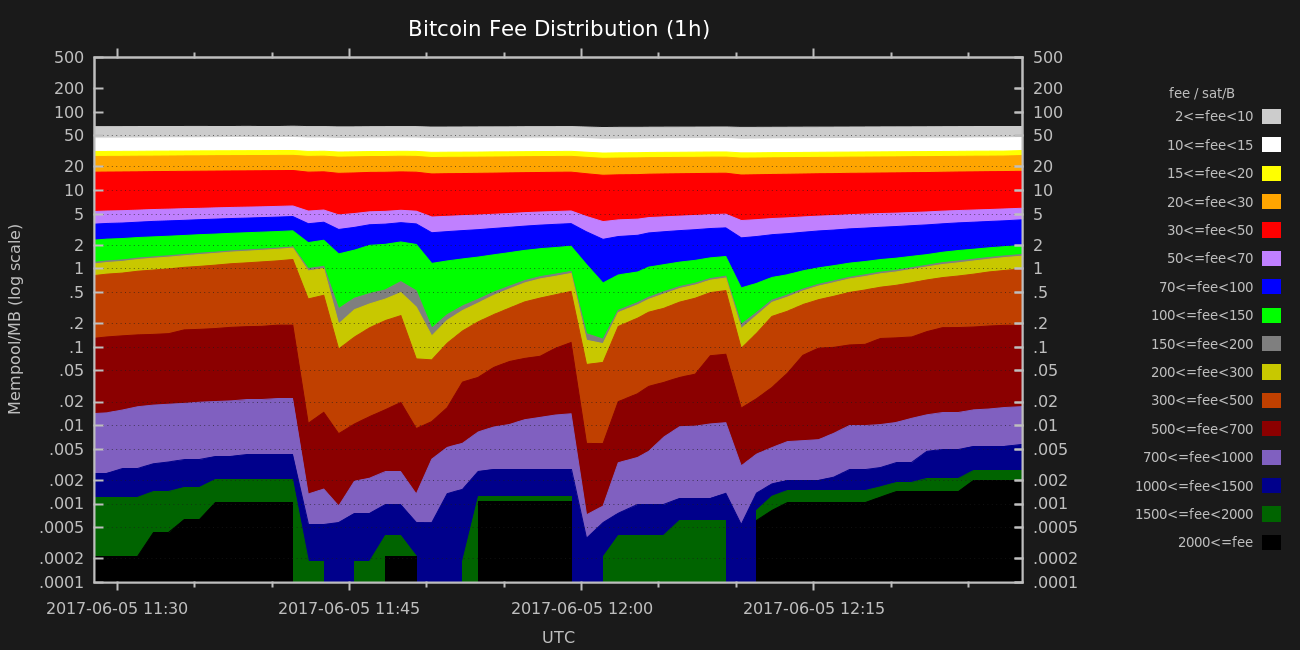 Bitcoin Fee Distribution (1h)
Mempool/MB (log scale)
500
200
100
50
20
10
5
2
1
.5
.2
.1
.05
.02
.01
.005
.002
.001
.0005
.0002
.0001
500
200
100
50
20
10
5
2
1
.5
.2
.1
.05
.02
.01
.005
.002
.001
.0005
.0002
.0001
2017-06-05 11:30
2017-06-05 11:45
2017-06-05 12:00
2017-06-05 12:15
UTC
fee / sat/B
2<=fee<10
10<=fee<15
15<=fee<20
20<=fee<30
30<=fee<50
50<=fee<70
70<=fee<100
100<=fee<150
150<=fee<200
200<=fee<300
300<=fee<500
500<=fee<700
700<=fee<1000
1000<=fee<1500
1500<=fee<2000
2000<=fee